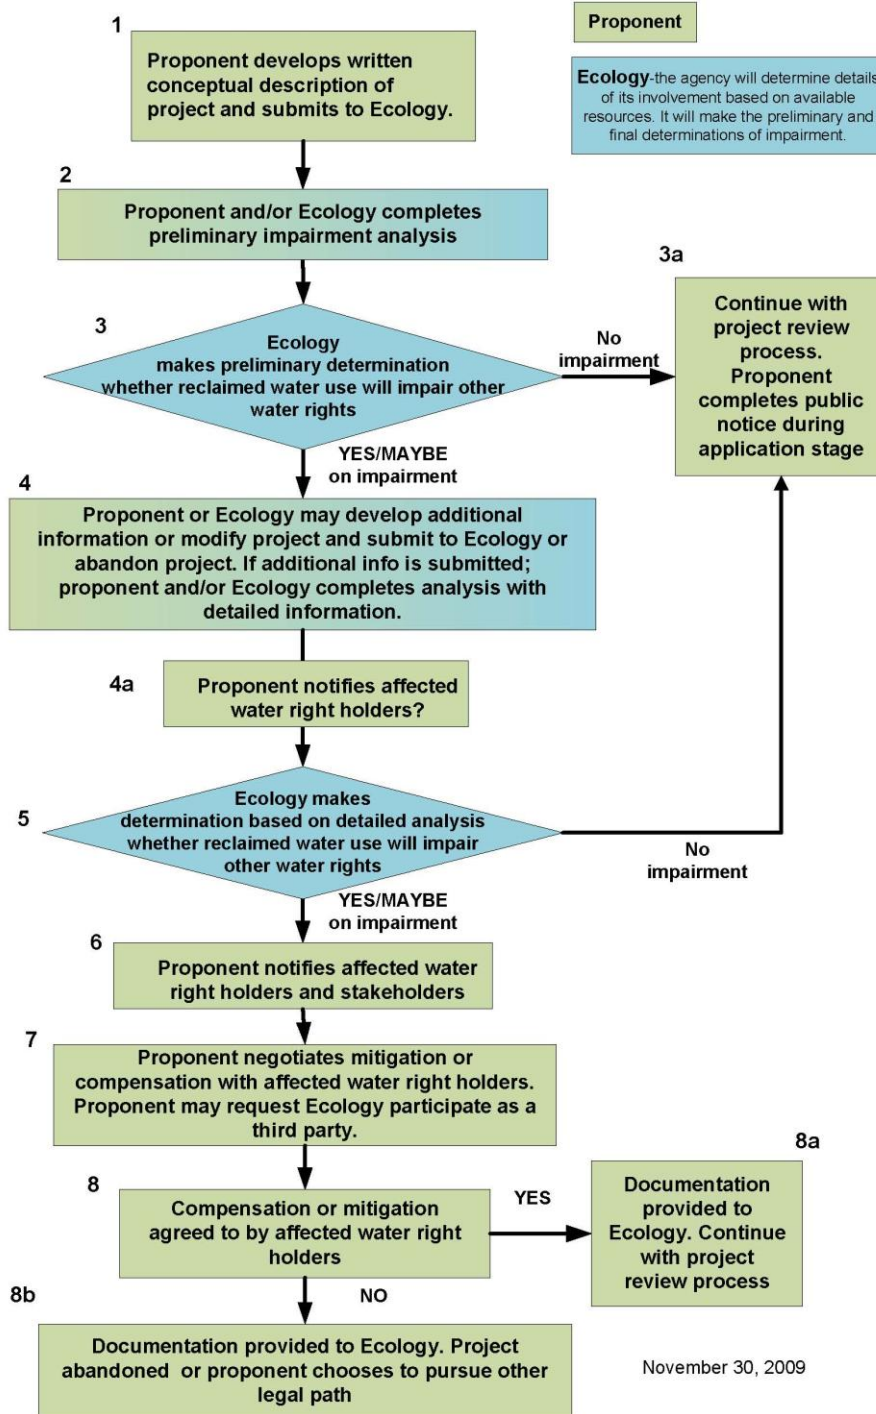 1
Proponent develops written
conceptual description of
project and submits to Ecology.
Proponent
Ecology-the agency will determine details
of its involvement based on available
resources. It will make the preliminary and
final determinations of impairment.
2
Proponent and/or Ecology completes
preliminary impairment analysis
3
Ecology
makes preliminary determination
whether reclaimed water use will impair other
water rights
No
impairment
3a
Continue with
project review
process.
Proponent
completes public
notice during
application stage
YES/MAYBE
on impairment
4
Proponent or Ecology may develop additional
information or modify project and submit to Ecology or
abandon project. If additional info is submitted;
proponent and/or Ecology completes analysis with
detailed information.
4a
Proponent notifies affected
water right holders?
5
Ecology makes
determination based on detailed analysis
whether reclaimed water use will impair
other water rights
No
impairment
YES/MAYBE
on impairment
6
Proponent notifies affected water
right holders and stakeholders
7
Proponent negotiates mitigation or
compensation with affected water right holders.
Proponent may request Ecology participate as a
third party.
8
Compensation or mitigation
agreed to by affected water right
holders
YES
8a
Documentation
provided to
Ecology. Continue
with project
review process
NO
8b
Documentation provided to Ecology. Project
abandoned or proponent chooses to pursue other
legal path
November 30, 2009